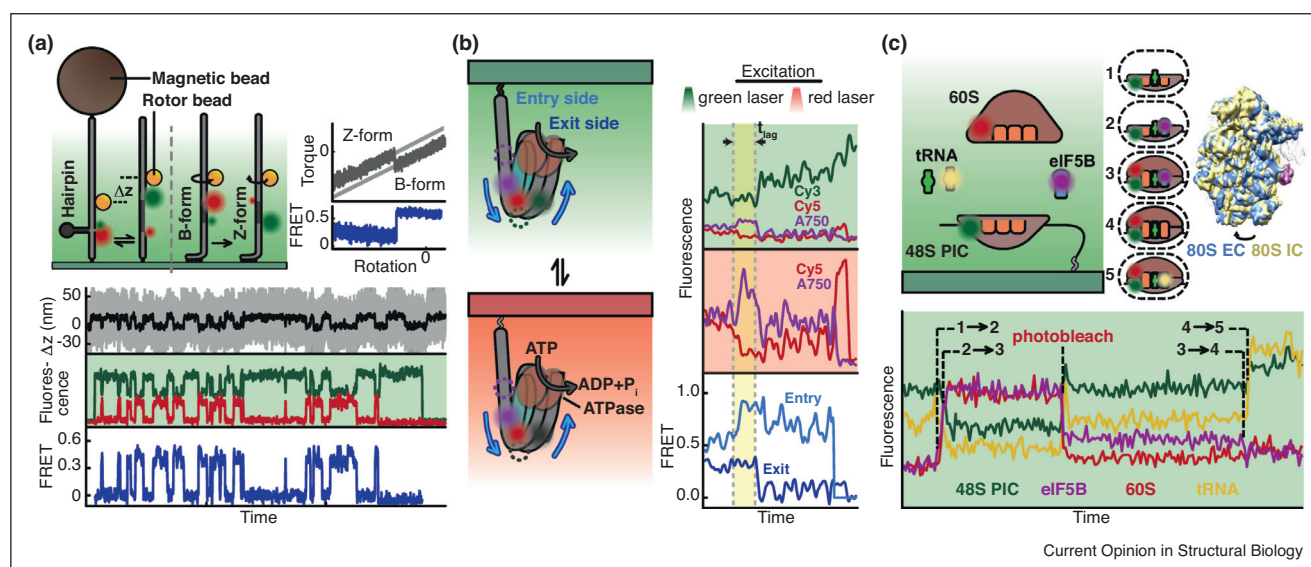 (a)
Magnetic bead
Rotor bead
Hairpin
Δz
B-form
Z-form
Torque
0
Z-form
B-form
FRET
0.5
0
Rotation
0
Δz (nm)
50
0
-30
Fluores-
cence
FRET
0.6
0.3
0
Time
(b)
Entry side
Exit side
ATP
ADP+Pi
ATPase
Excitation
green laser
red laser
tlag
Fluorescence
Cy3
Cy5
A750
Cy5
A750
FRET
1.0
0.5
0.0
Entry
Exit
Time
(c)
60S
tRNA
eIF5B
48S PIC
1
2
3
4
5
80S EC
80S IC
Fluorescence
1→2
2→3
photobleach
4→5
3→4
48S PIC
eIF5B
60S
tRNA
Time
Current Opinion in Structural Biology